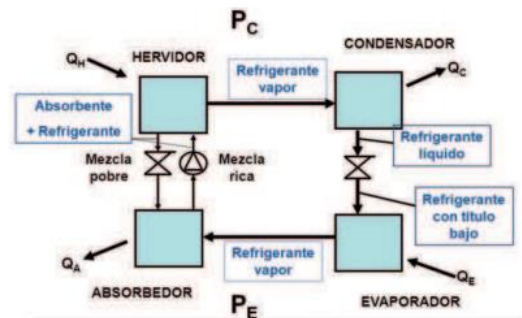 P_C
HERVIDOR
CONDENSADOR
Q_H
Q_C
Refrigerante
vapor
Absorbente
+ Refrigerante
Refrigerante
liquido
Mezcla
pobre
Mezcla
rica
Refrigerante
con título
bajo
Refrigerante
vapor
Q_A
Q_E
ABSORBEDOR
P_E
EVAPORADOR